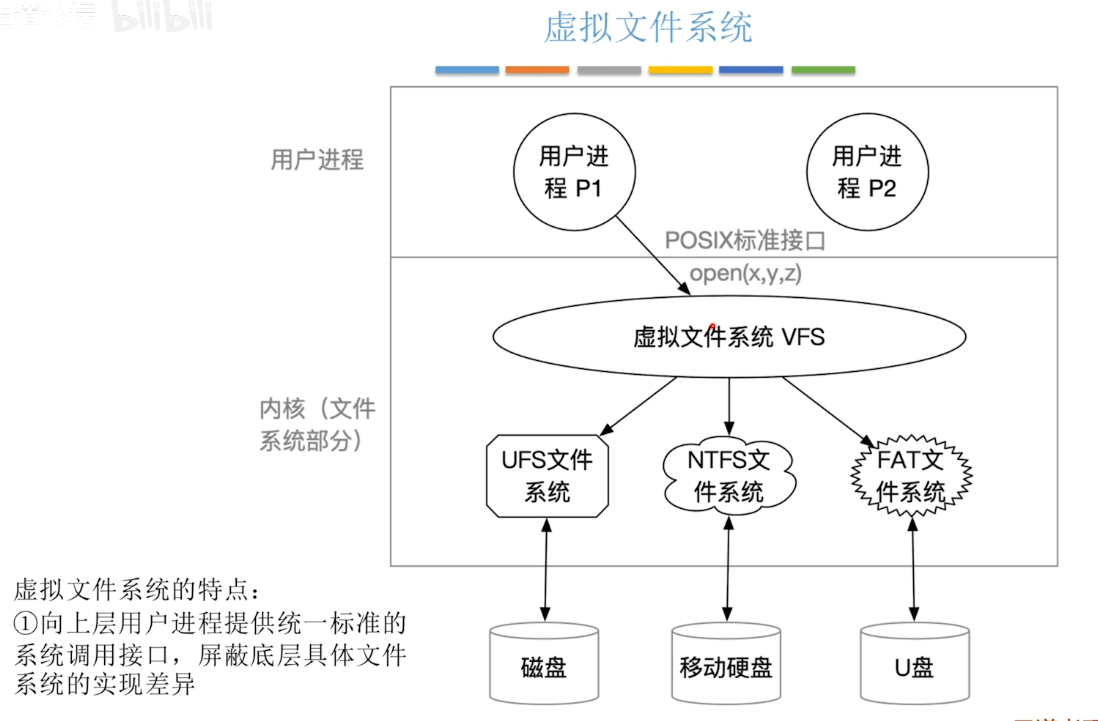 bilibili
虚拟文件系统
用户进程
用户进
程 P1
用户进
程 P2
POSIX标准接口
open(x,y,z)
虚拟文件系统 VFS
内核（文件
系统部分）
UFS文件
系统
NTFS文
件系统
FAT文
件系统
磁盘
移动硬盘
U盘
虚拟文件系统的特点：
①向上层用户进程提供统一标准的
系统调用接口，屏蔽底层具体文件
系统的实现差异